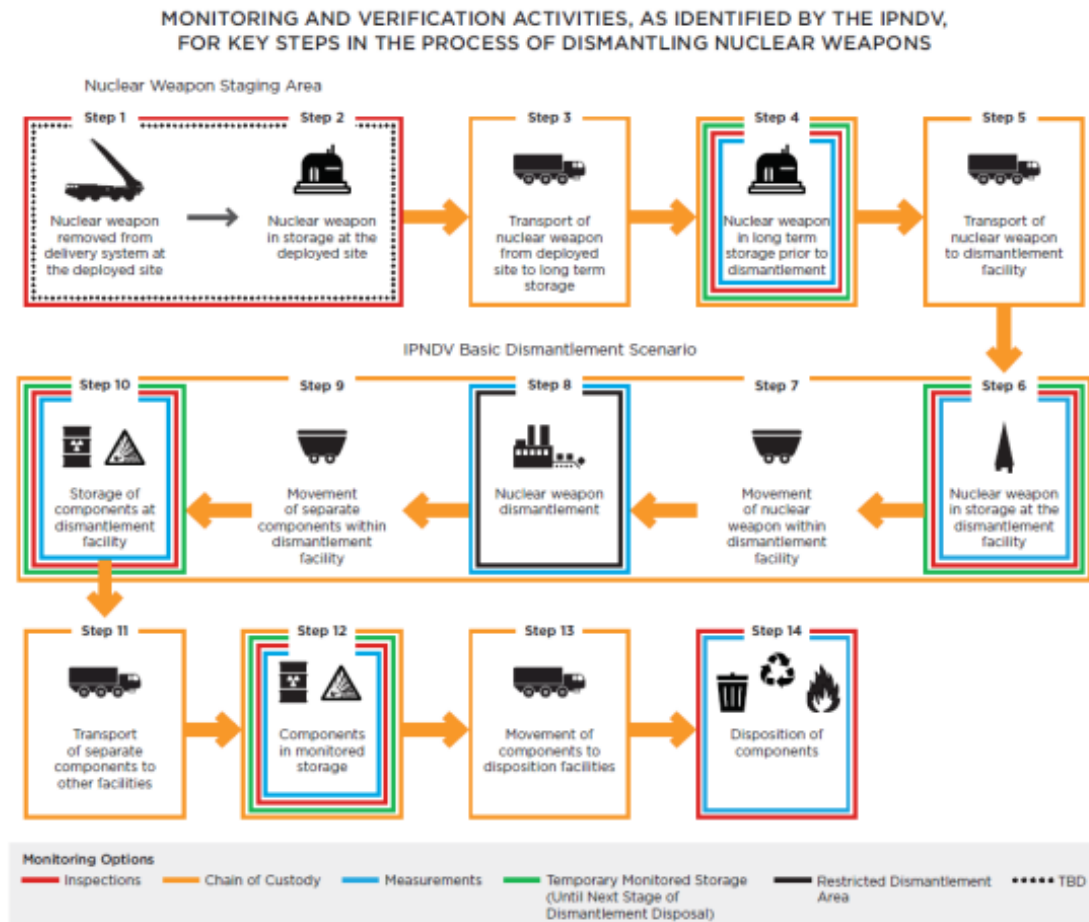 MONITORING AND VERIFICATION ACTIVITIES, AS IDENTIFIED BY THE IPNDV,
FOR KEY STEPS IN THE PROCESS OF DISMANTLING NUCLEAR WEAPONS
Nuclear Weapon Staging Area
Step 1
Nuclear weapon
removed from
delivery system at
the deployed site
Step 2
Nuclear weapon
in storage at the
deployed site
Step 3
Transport of
nuclear weapon
from deployed
site to long term
storage
Step 4
Nuclear weapon
in long term
storage prior to
dismantlement
Step 5
Transport of
nuclear weapon
to dismantlement
facility
IPNDV Basic Dismantlement Scenario
Step 10
Storage of
components at
dismantlement
facility
Step 9
Movement
of separate
components within
dismantlement
facility
Step 8
Nuclear weapon
dismantlement
Step 7
Movement
of nuclear
weapon within
dismantlement
facility
Step 6
Nuclear weapon
in storage at the
dismantlement
facility
Step 11
Transport
of separate
components to
other facilities
Step 12
Components
in monitored
storage
Step 13
Movement of
components to
disposition facilities
Step 14
Disposition of
components
Monitoring Options
Inspections
Chain of Custody
Measurements
Temporary Monitored Storage
(Until Next Stage of
Dismantlement Disposal)
Restricted Dismantlement
Area
TBD